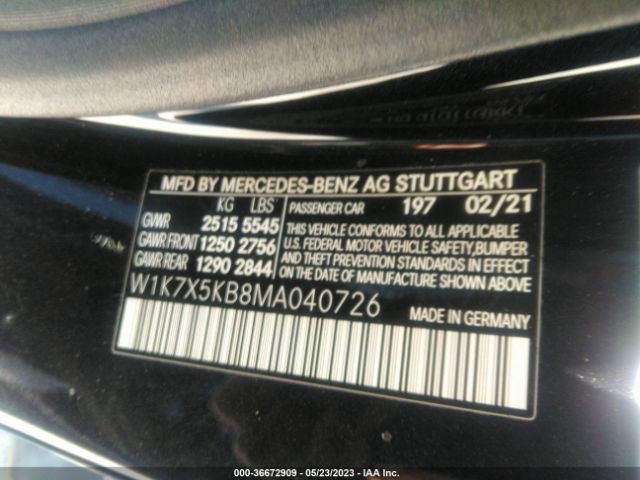 MFD BY MERCEDES-BENZ AG STUTTGART
KG LBS
GVWR 2515 5545
GAWR FRONT 1250 2756
GAWR REAR 1290 2844
PASSENGER CAR 197 02/21
THIS VEHICLE CONFORMS TO ALL APPLICABLE
U.S. FEDERAL MOTOR VEHICLE SAFETY, BUMPER
AND THEFT PREVENTION STANDARDS IN EFFECT
ON THE DATE OF MANUFACTURE SHOWN ABOVE
W1K7X5KB8MA040726
MADE IN GERMANY
000-36672909 - 05/23/2023 - IAA Inc.